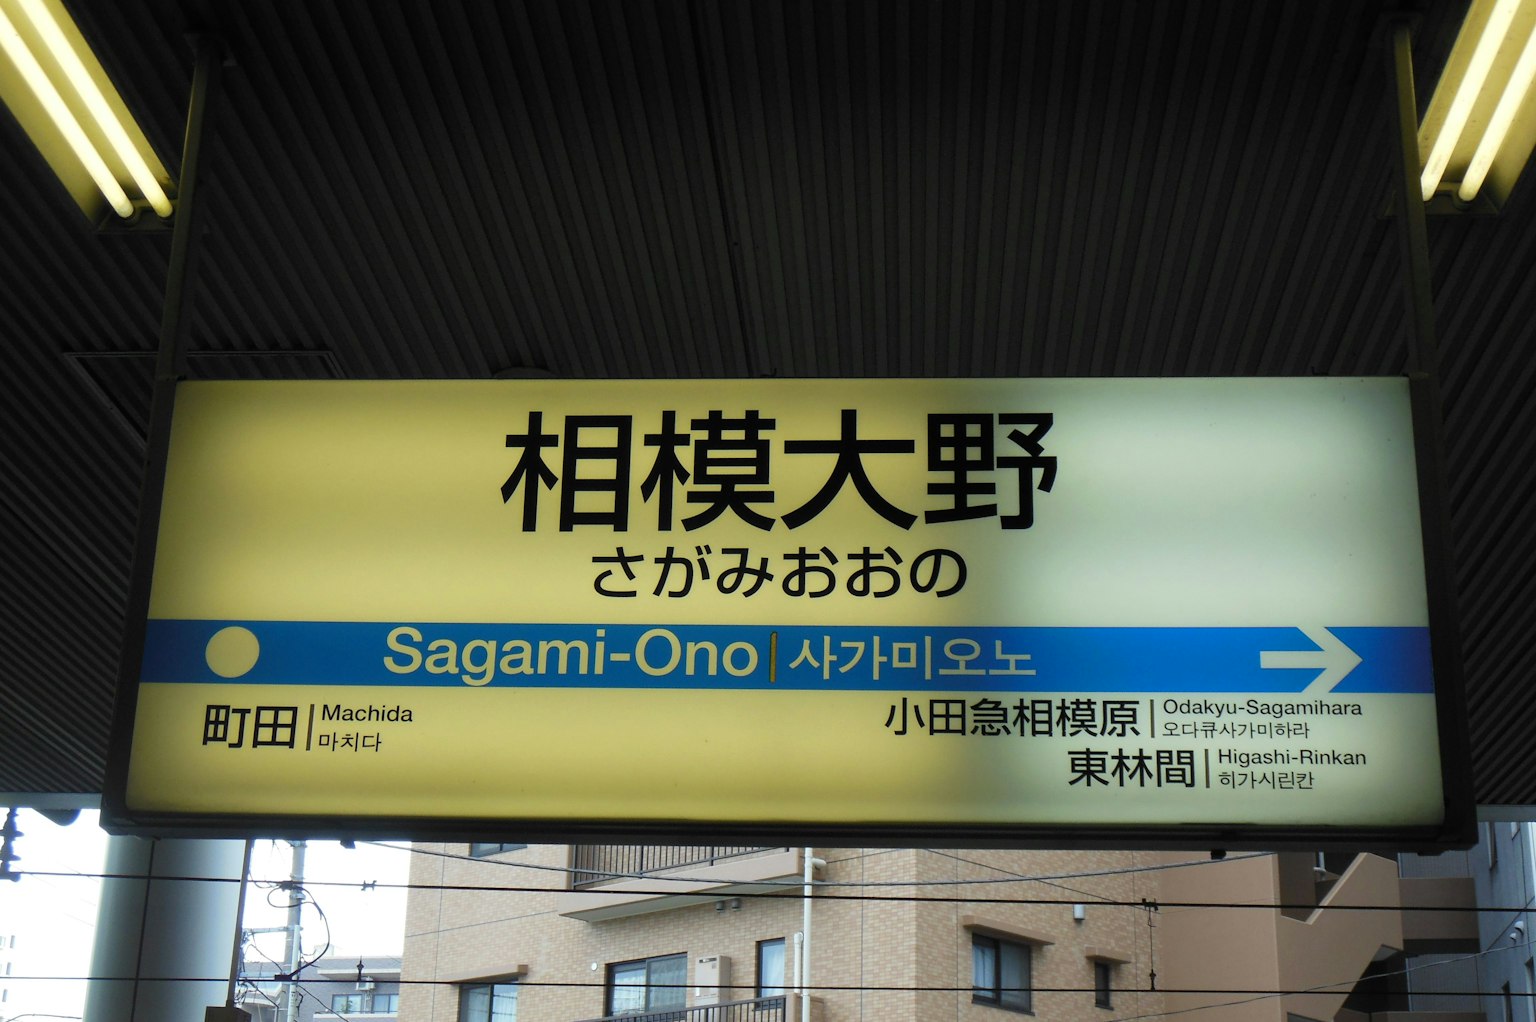 相模大野
さがみおおの
Sagami-Ono | 사가미오노
町田 | Machida
마치다
小田急相模原 | Odakyu-Sagamihara
오다큐사가미하라
東林間 | Higashi-Rinkan
히가시린칸